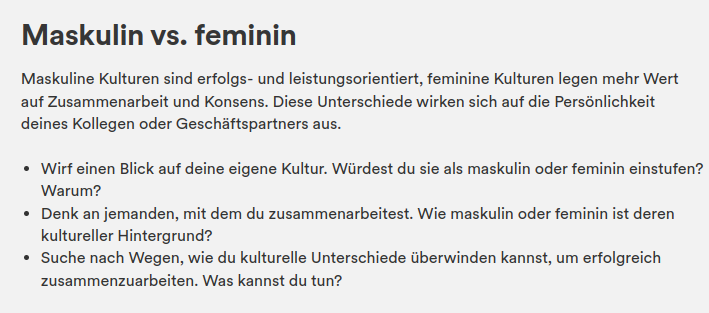 Maskulin vs. feminin
Maskuline Kulturen sind erfolgs- und leistungsorientiert, feminine Kulturen legen mehr Wert
auf Zusammenarbeit und Konsens. Diese Unterschiede wirken sich auf die Persönlichkeit
deines Kollegen oder Geschäftspartners aus.
• Wirf einen Blick auf deine eigene Kultur. Würdest du sie als maskulin oder feminin einstufen?
Warum?
• Denk an jemanden, mit dem du zusammenarbeitest. Wie maskulin oder feminin ist deren
kultureller Hintergrund?
• Suche nach Wegen, wie du kulturelle Unterschiede überwinden kannst, um erfolgreich
zusammenzuarbeiten. Was kannst du tun?